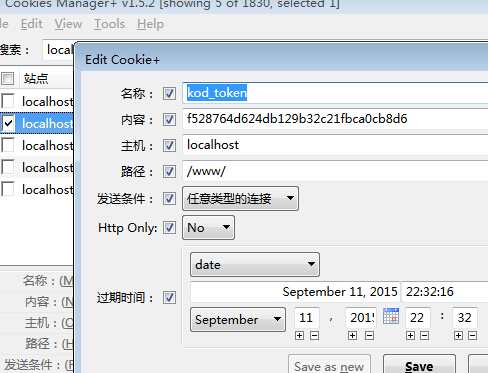 Cookies Manager+ v1.5.2 [showing 5 of 1830, selected 1]
Edit View Tools Help
搜索：
站点
localhost
localhost
localhost
localhost
localhost
Edit Cookie+
名称： kod_token
内容： f528764d624db129b32c21fbca0cb8d6
主机： localhost
路径： /www/
发送条件： 任意类型的连接
Http Only: No
date
过期时间：
September 11, 2015 22:32:16
September 11 , 2015 22 : 32
名称：
内容：
主机：
路径：
发送条件：
Save as new Save